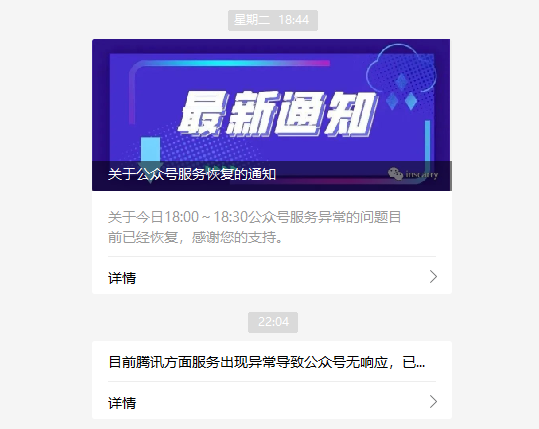 星期二 18:44
最新通知
关于公众号服务恢复的通知
关于今日18:00～18:30公众号服务异常的问题目
前已经恢复，感谢您的支持。
详情
22:04
目前腾讯方面服务出现异常导致公众号无响应，已...
详情